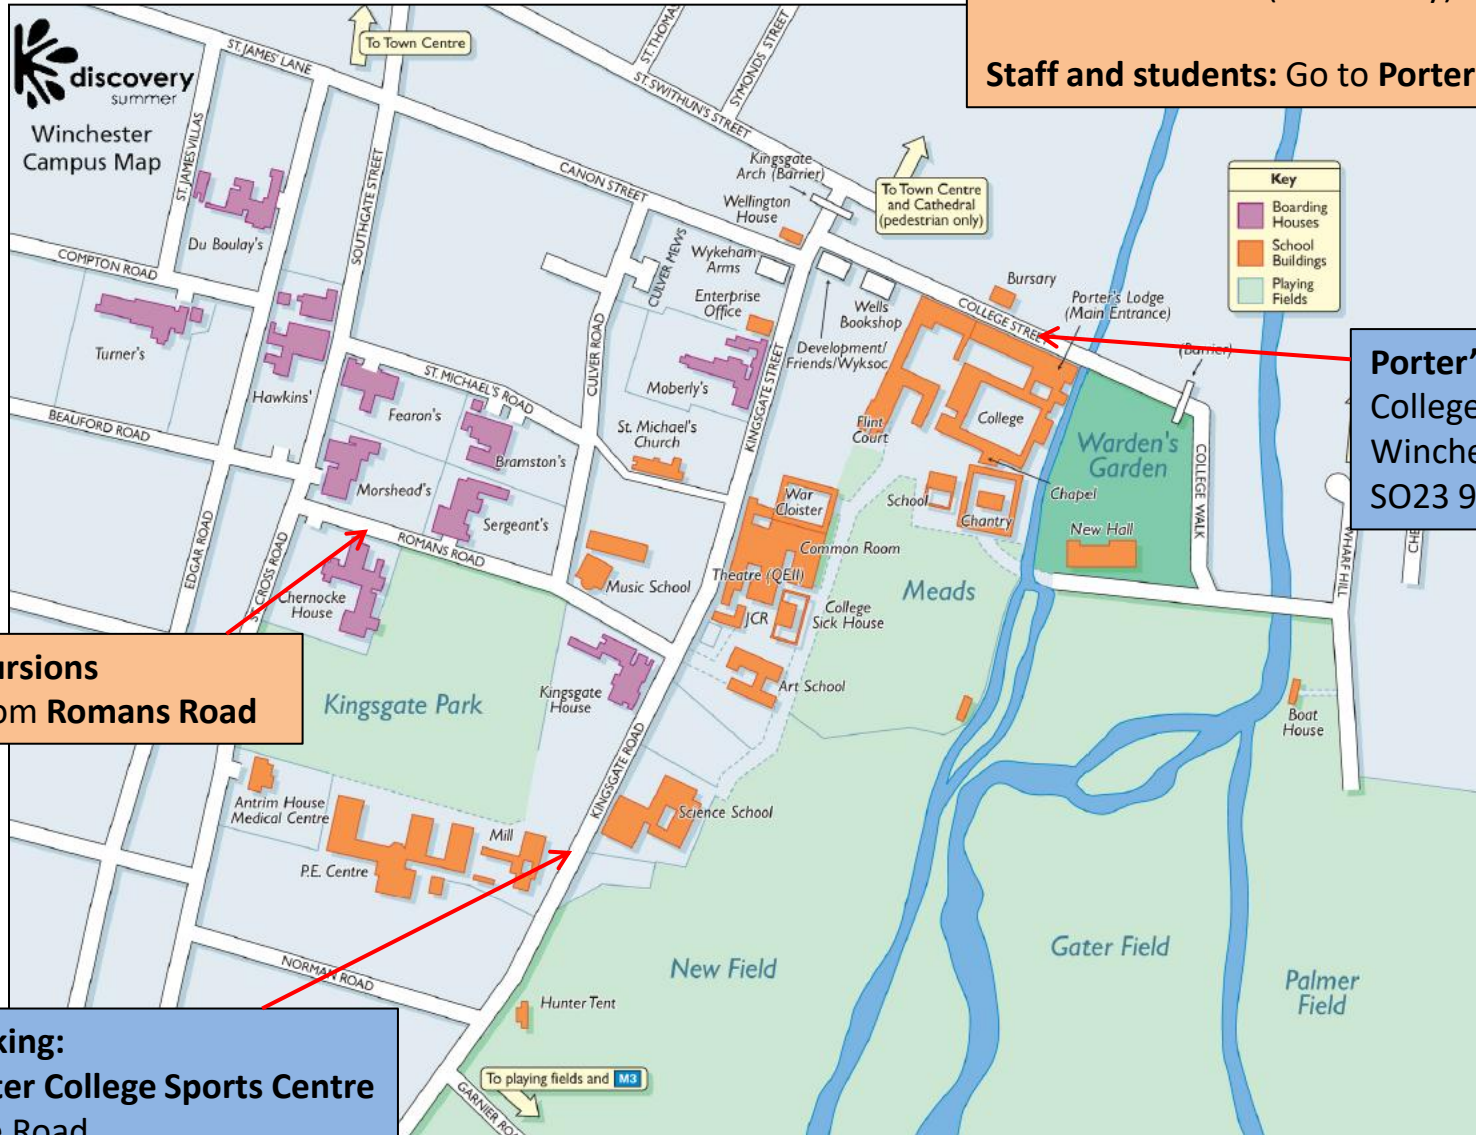 discovery
summer
Winchester
Campus Map
To Town Centre
ST. JAMES' LANE
ST. JAMES VILLAS
SOUTHGATE STREET
ST. THOMAS
SYMONDS STREET
ST. SWITHUN'S STREET
CANON STREET
Staff and students: Go to Porter
Kingsgate
Arch (Barrier)
To Town Centre
and Cathedral
(pedestrian only)
Key
Boarding
Houses
School
Buildings
Playing
Fields
Du Boulay's
COMPTON ROAD
Wellington
House
Wykeham
Arms
CULVER MEWS
CULVER ROAD
Enterprise
Office
Wells
Bookshop
Bursary
COLLEGE STREET
Porter's Lodge
(Main Entrance)
(Barrier)
Development/
Friends/Wyksoc
Turner's
Hawkins'
Fearon's
ST. MICHAEL'S ROAD
Moberly's
KINGSGATE STREET
Porter'
College
Winche
SO23 9
BEAUFORD ROAD
Bramston's
St. Michael's
Church
Flint
Court
College
Warden's
Garden
COLLEGE WALK
Morshead's
Sergeant's
War
Cloister
School
Chantry
Chapel
New Hall
EDGAR ROAD
ST. CROSS ROAD
ROMANS ROAD
Common Room
Music School
Theatre (QEII)
JCR
College
Sick House
Meads
WHARF HILL
CHE
Chernocke
House
ursions
om Romans Road
Kingsgate Park
Kingsgate
House
Art School
Boat
House
KINGSGATE ROAD
Antrim House
Medical Centre
P.E. Centre
Mill
Science School
New Field
Gater Field
Palmer
Field
NORMAN ROAD
Hunter Tent
king:
ter College Sports Centre
Road
To playing fields and M3
GARNIER ROA